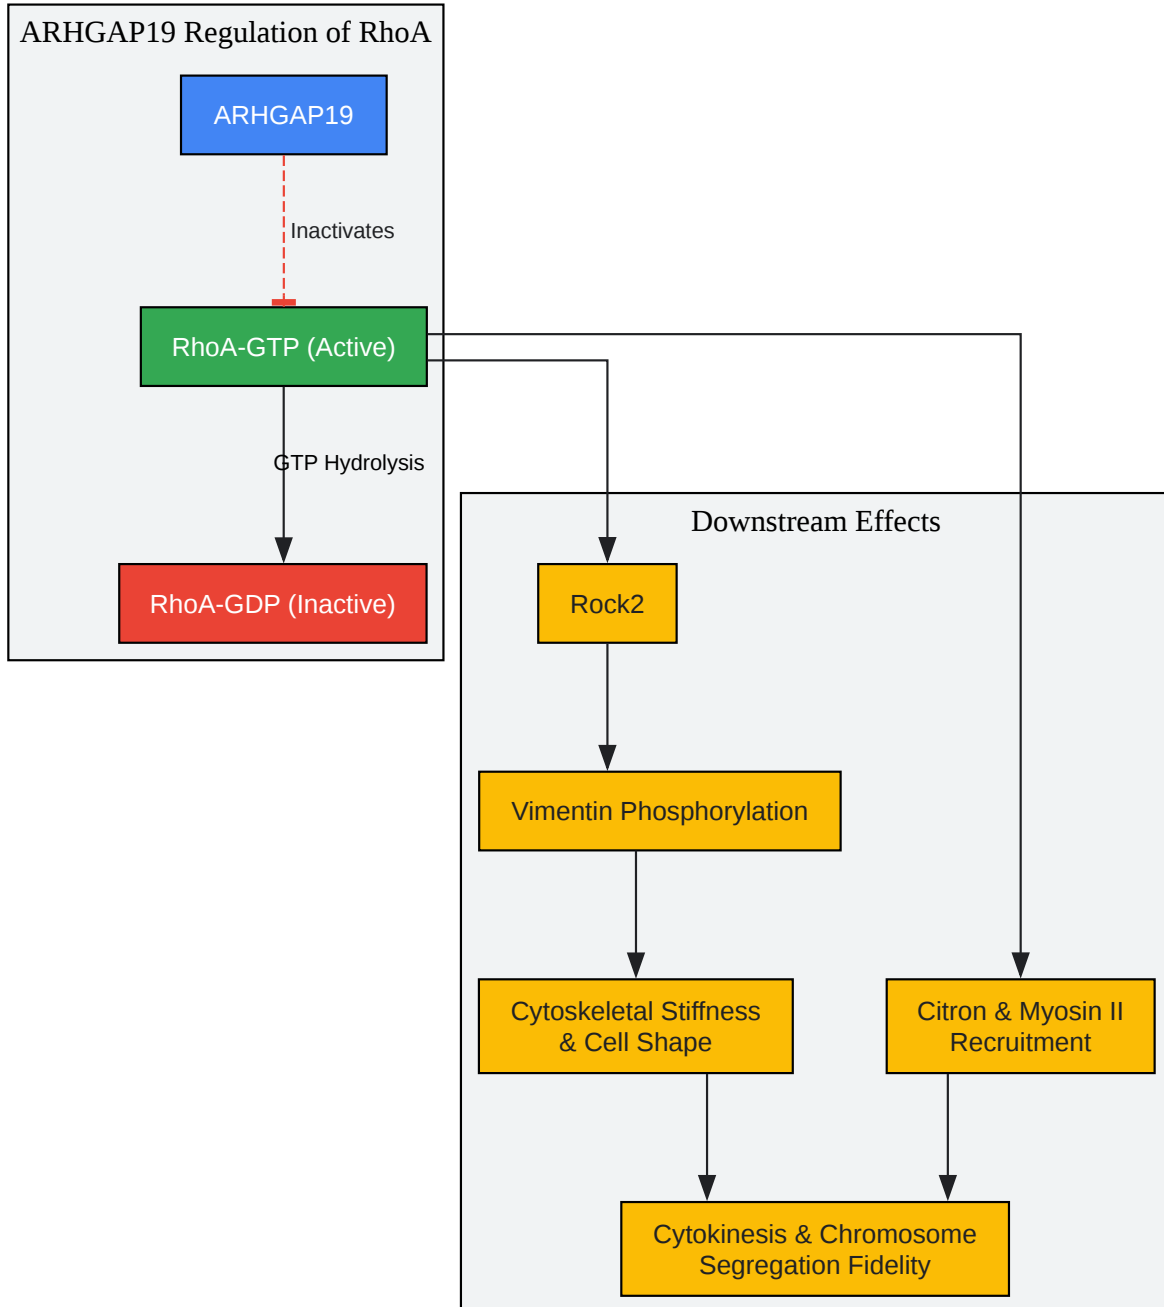 ARHGAP19 Regulation of RhoA
ARHGAP19
Inactivates
RhoA-GTP (Active)
GTP Hydrolysis
RhoA-GDP (Inactive)
Downstream Effects
Rock2
Vimentin Phosphorylation
Cytoskeletal Stiffness
& Cell Shape
Citron & Myosin II
Recruitment
Cytokinesis & Chromosome
Segregation Fidelity